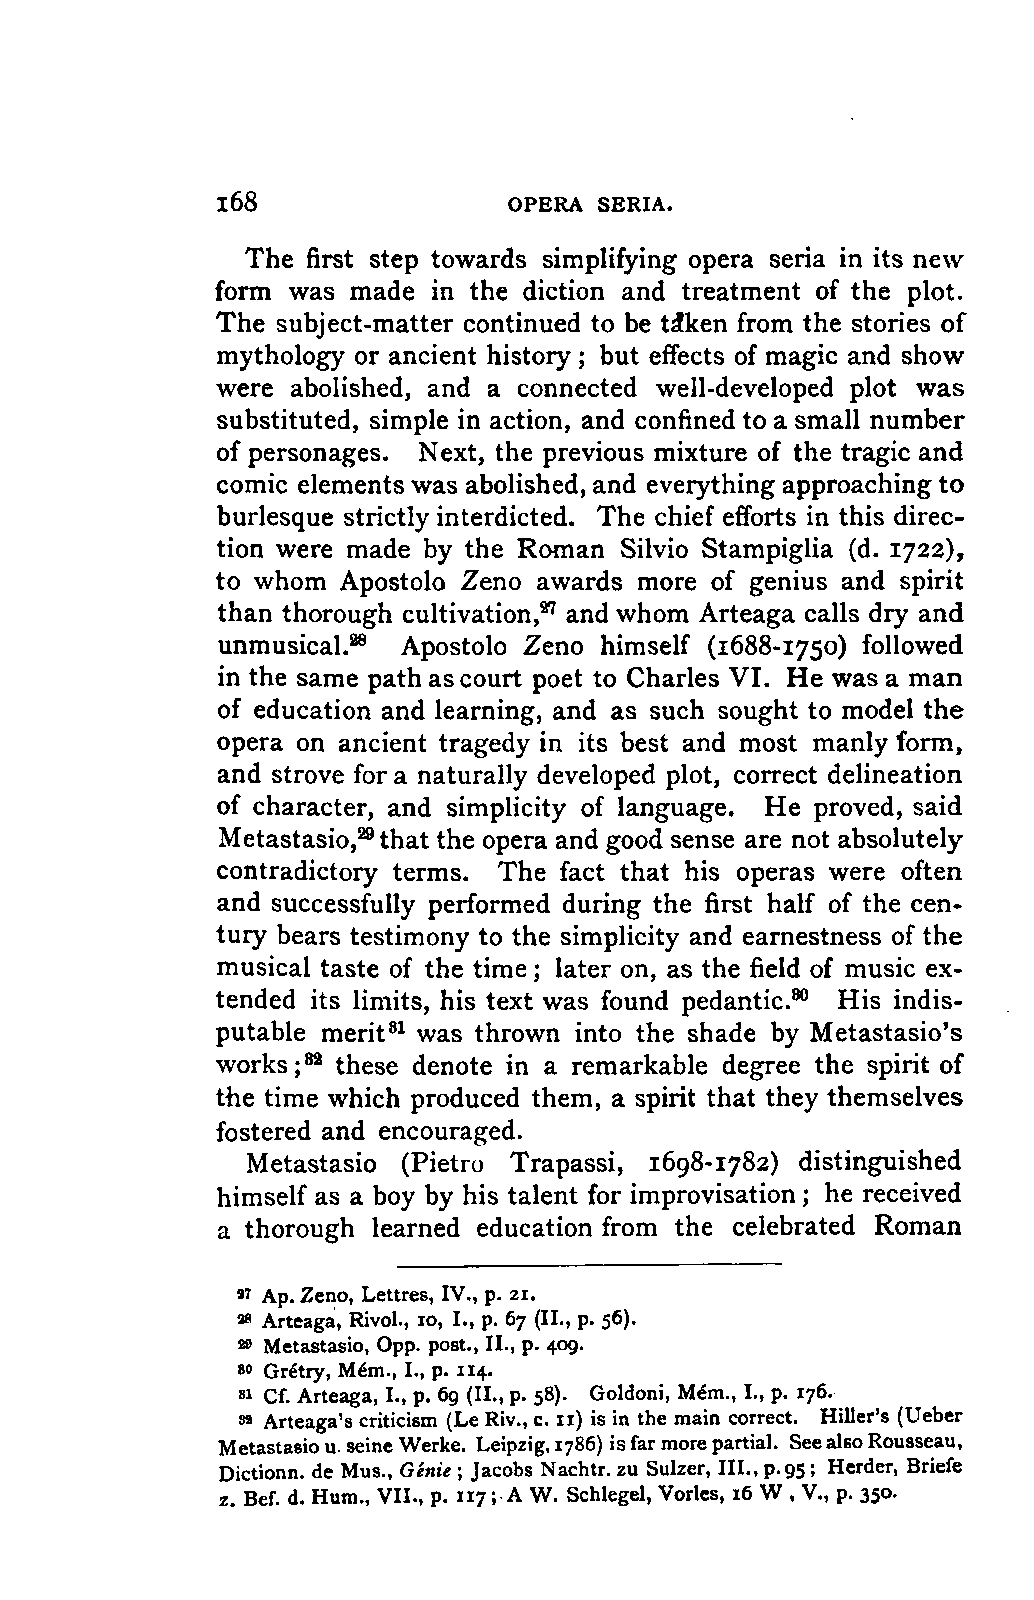 168 OPERA SERIA.
The first step towards simplifying opera seria in its new
form was made in the diction and treatment of the plot.
The subject-matter continued to be taken from the stories of
mythology or ancient history ; but effects of magic and show
were abolished, and a connected well-developed plot was
substituted, simple in action, and confined to a small number
of personages. Next, the previous mixture of the tragic and
comic elements was abolished, and everything approaching to
burlesque strictly interdicted. The chief efforts in this direc-
tion were made by the Roman Silvio Stampiglia (d. 1722),
to whom Apostolo Zeno awards more of genius and spirit
than thorough cultivation,²⁷ and whom Arteaga calls dry and
unmusical.²⁸ Apostolo Zeno himself (1688-1750) followed
in the same path as court poet to Charles VI. He was a man
of education and learning, and as such sought to model the
opera on ancient tragedy in its best and most manly form,
and strove for a naturally developed plot, correct delineation
of character, and simplicity of language. He proved, said
Metastasio,²⁹ that the opera and good sense are not absolutely
contradictory terms. The fact that his operas were often
and successfully performed during the first half of the cen-
tury bears testimony to the simplicity and earnestness of the
musical taste of the time ; later on, as the field of music ex-
tended its limits, his text was found pedantic.³⁰ His indis-
putable merit³¹ was thrown into the shade by Metastasio's
works ;³² these denote in a remarkable degree the spirit of
the time which produced them, a spirit that they themselves
fostered and encouraged.
Metastasio (Pietro Trapassi, 1698-1782) distinguished
himself as a boy by his talent for improvisation ; he received
a thorough learned education from the celebrated Roman
²⁷ Ap. Zeno, Lettres, IV., p. 21.
²⁸ Arteaga, Rivol., 10, I., p. 67 (II., p. 56).
²⁹ Metastasio, Opp. post., II., p. 409.
³⁰ Grétry, Mém., I., p. 114.
³¹ Cf. Arteaga, I., p. 69 (II., p. 58). Goldoni, Mém., I., p. 176.
³² Arteaga's criticism (Le Riv., c. 11) is in the main correct. Hiller's (Ueber
Metastasio u. seine Werke. Leipzig, 1786) is far more partial. See also Rousseau,
Dictionn. de Mus., Génie ; Jacobs Nachtr. zu Sulzer, III., p. 95 ; Herder, Briefe
z. Bef. d. Hum., VII., p. 117 ; A W. Schlegel, Vorles, 16 W , V., p. 350.